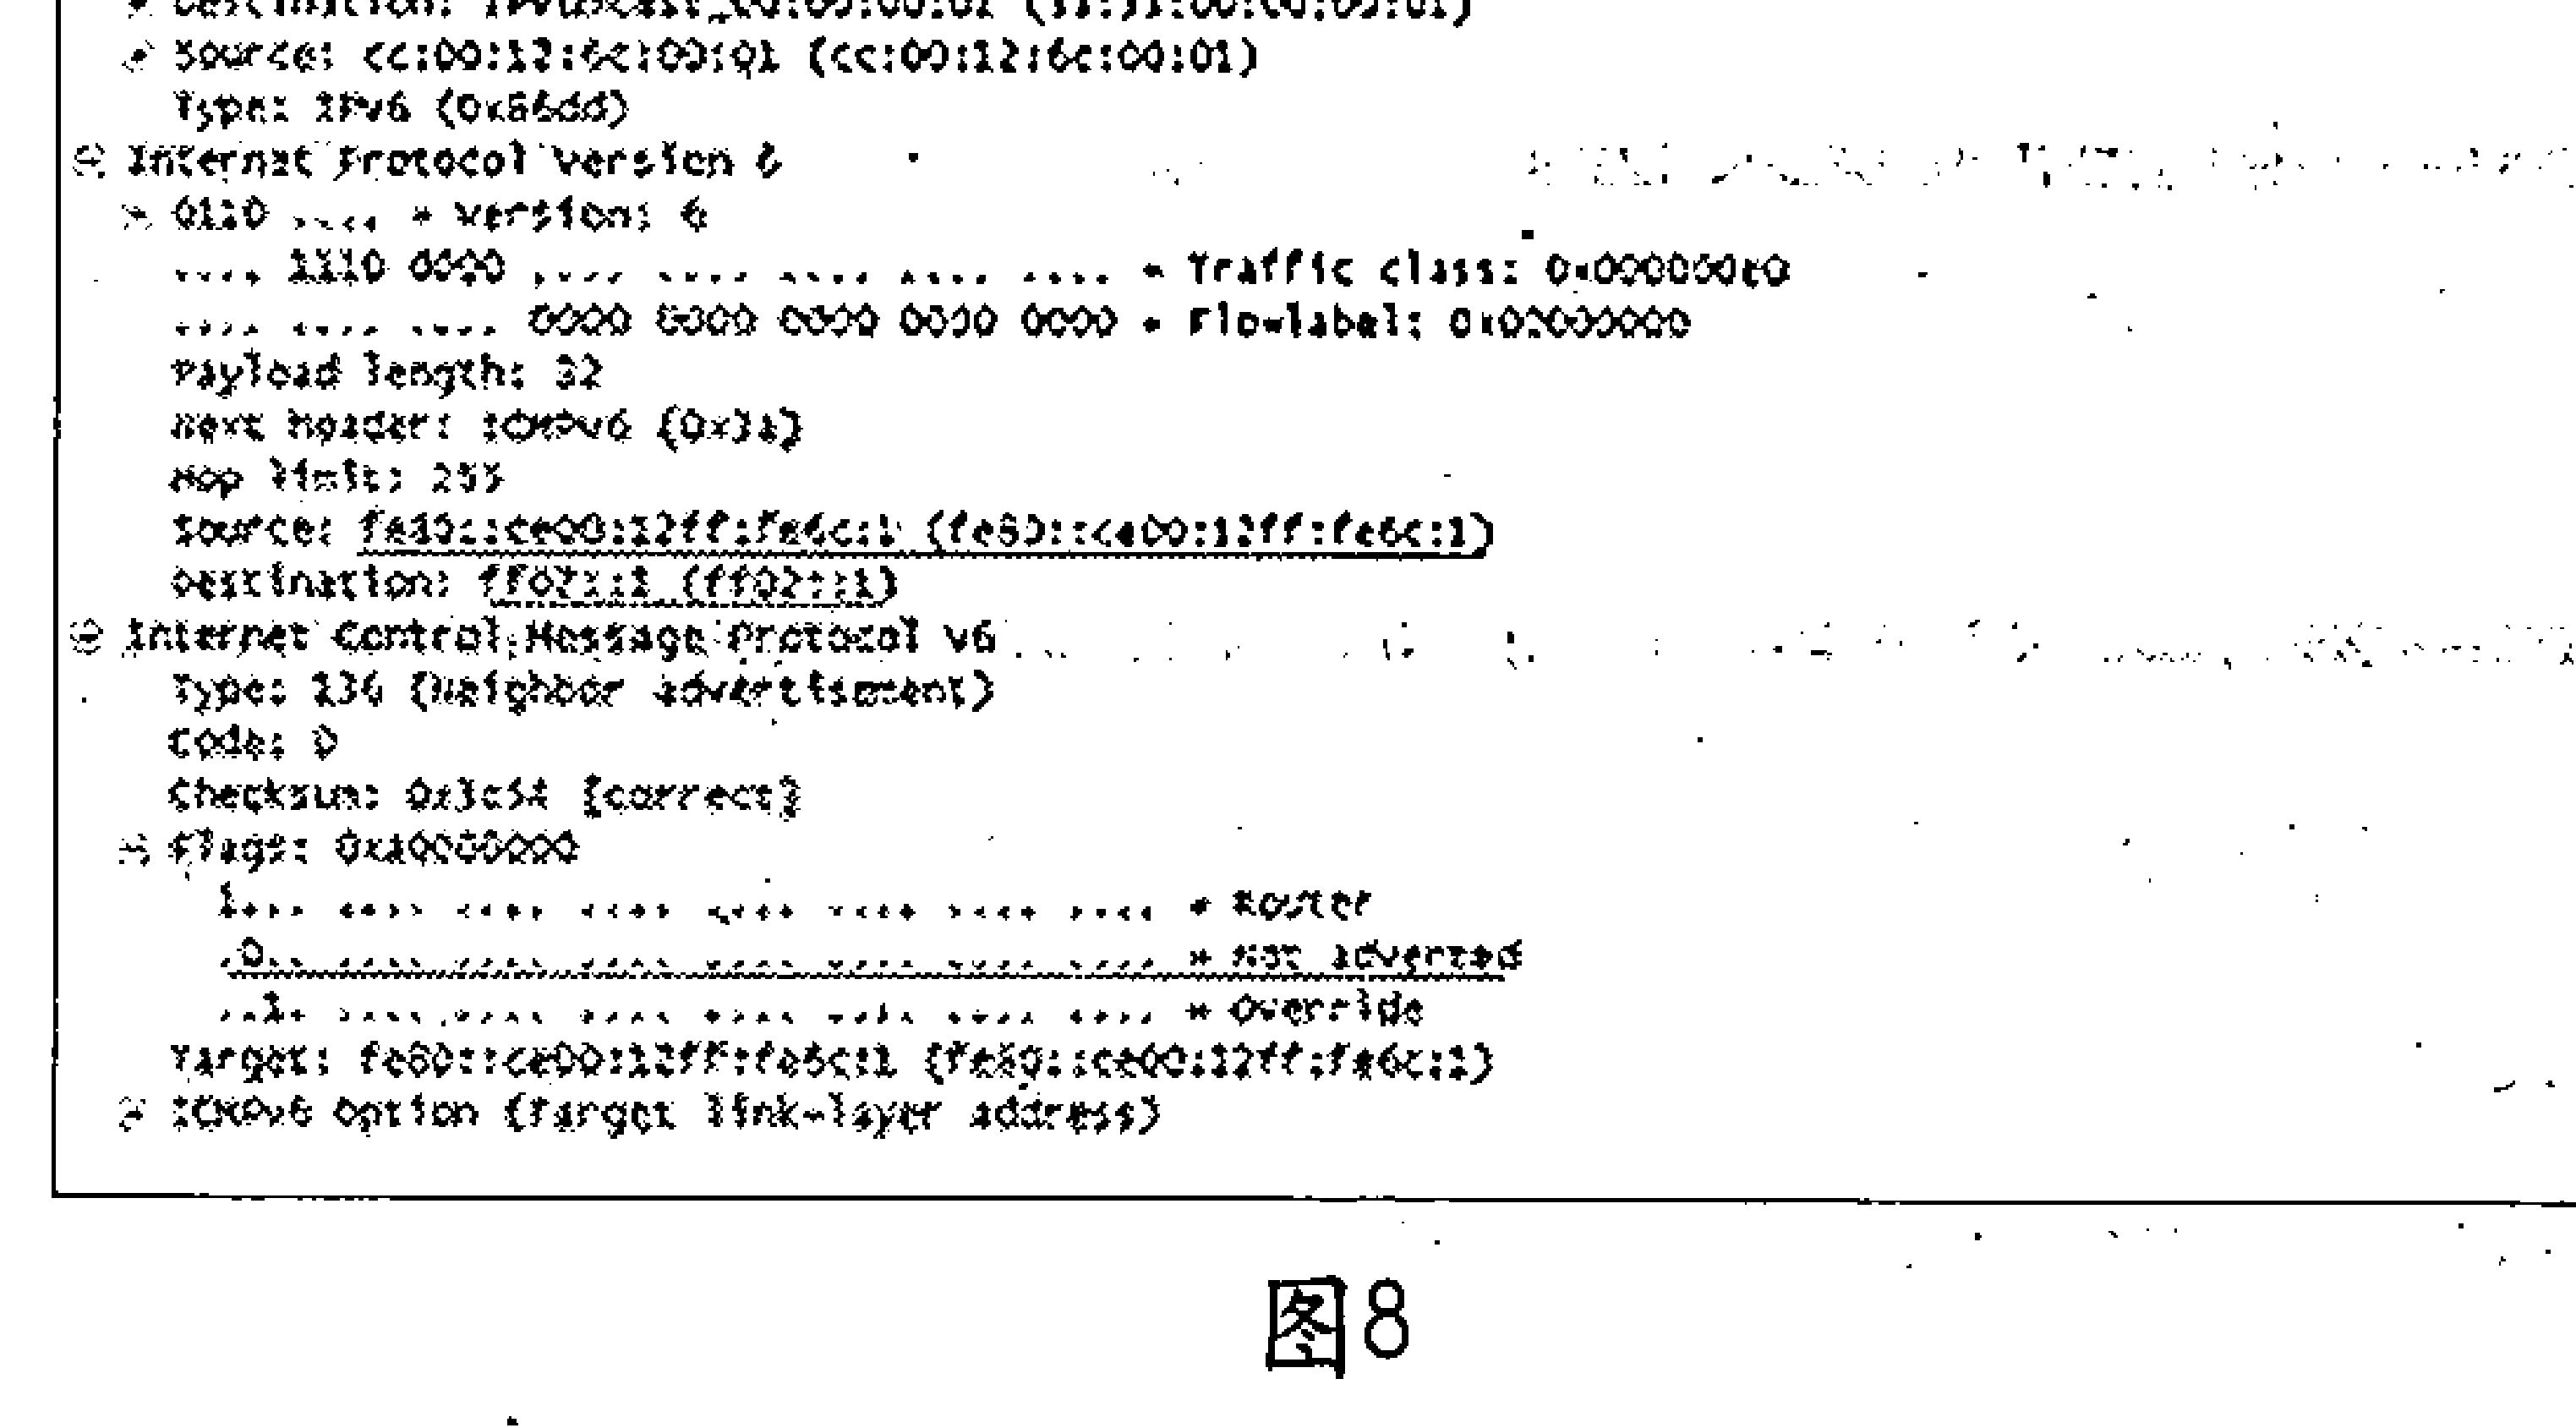 Source: cc:00:12:6c:00:01 (cc:00:12:6c:00:01)
Type: IPv6 (0x86dd)
Internet Protocol Version 6
0110 .... = Version: 6
.... 1110 0000 .... .... .... .... .... = Traffic class: 0x000000e0
.... .... .... 0000 0000 0000 0000 0000 = Flowlabel: 0x00000000
Payload length: 32
Next header: ICMPv6 (0x3a)
Hop limit: 255
Source: fe80::ce00:12ff:fe6c:1 (fe80::ce00:12ff:fe6c:1)
Destination: ff02::1 (ff02::1)
Internet Control Message Protocol v6
Type: 136 (Neighbor advertisement)
Code: 0
Checksum: [correct]
Flags: 0xa0000000
1... .... .... .... .... .... .... .... = Router
.0.. .... .... .... .... .... .... .... = Not adverted
..1. .... .... .... .... .... .... .... = Override
Target: fe80::ce00:12ff:fe6c:1 (fe80::ce00:12ff:fe6c:1)
ICMPv6 Option (Target link-layer address)
图8